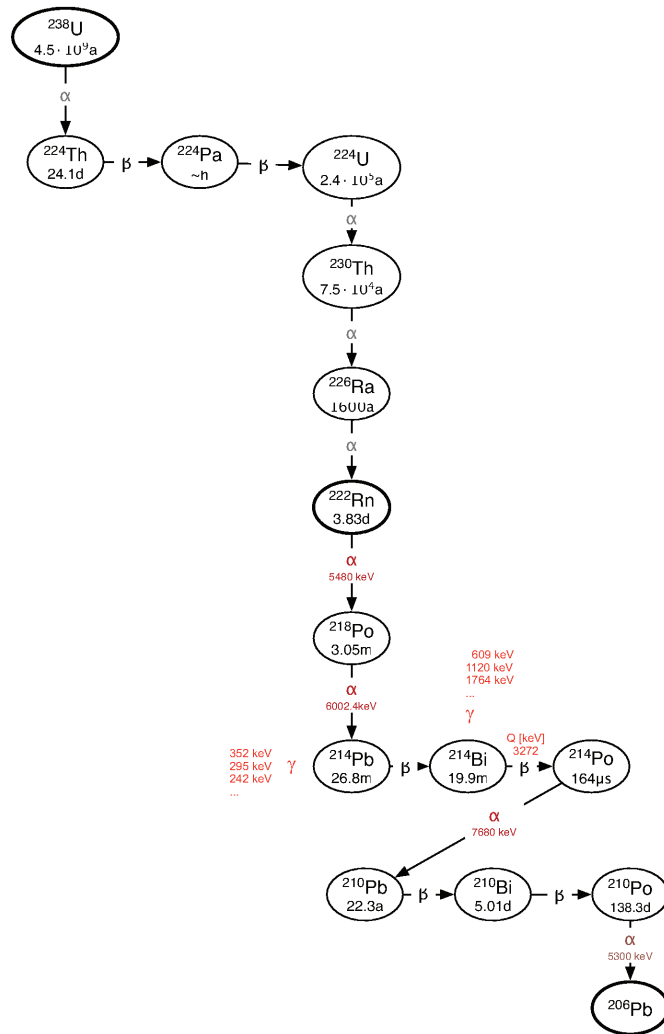 ²³⁸U
4.5 · 10⁹a
α
²²⁴Th
24.1d
β
²²⁴Pa
~h
β
²²⁴U
2.4 · 10⁵a
α
²³⁰Th
7.5 · 10⁴a
α
²²⁶Ra
1600a
α
²²²Rn
3.83d
α
5480 keV
²¹⁸Po
3.05m
α
6002.4keV
609 keV
1120 keV
1764 keV
...
γ
352 keV
295 keV
242 keV
...
γ
²¹⁴Pb
26.8m
β
²¹⁴Bi
19.9m
Q [keV]
3272
β
²¹⁴Po
164μs
α
7680 keV
²¹⁰Pb
22.3a
β
²¹⁰Bi
5.01d
β
²¹⁰Po
138.3d
α
5300 keV
²⁰⁶Pb